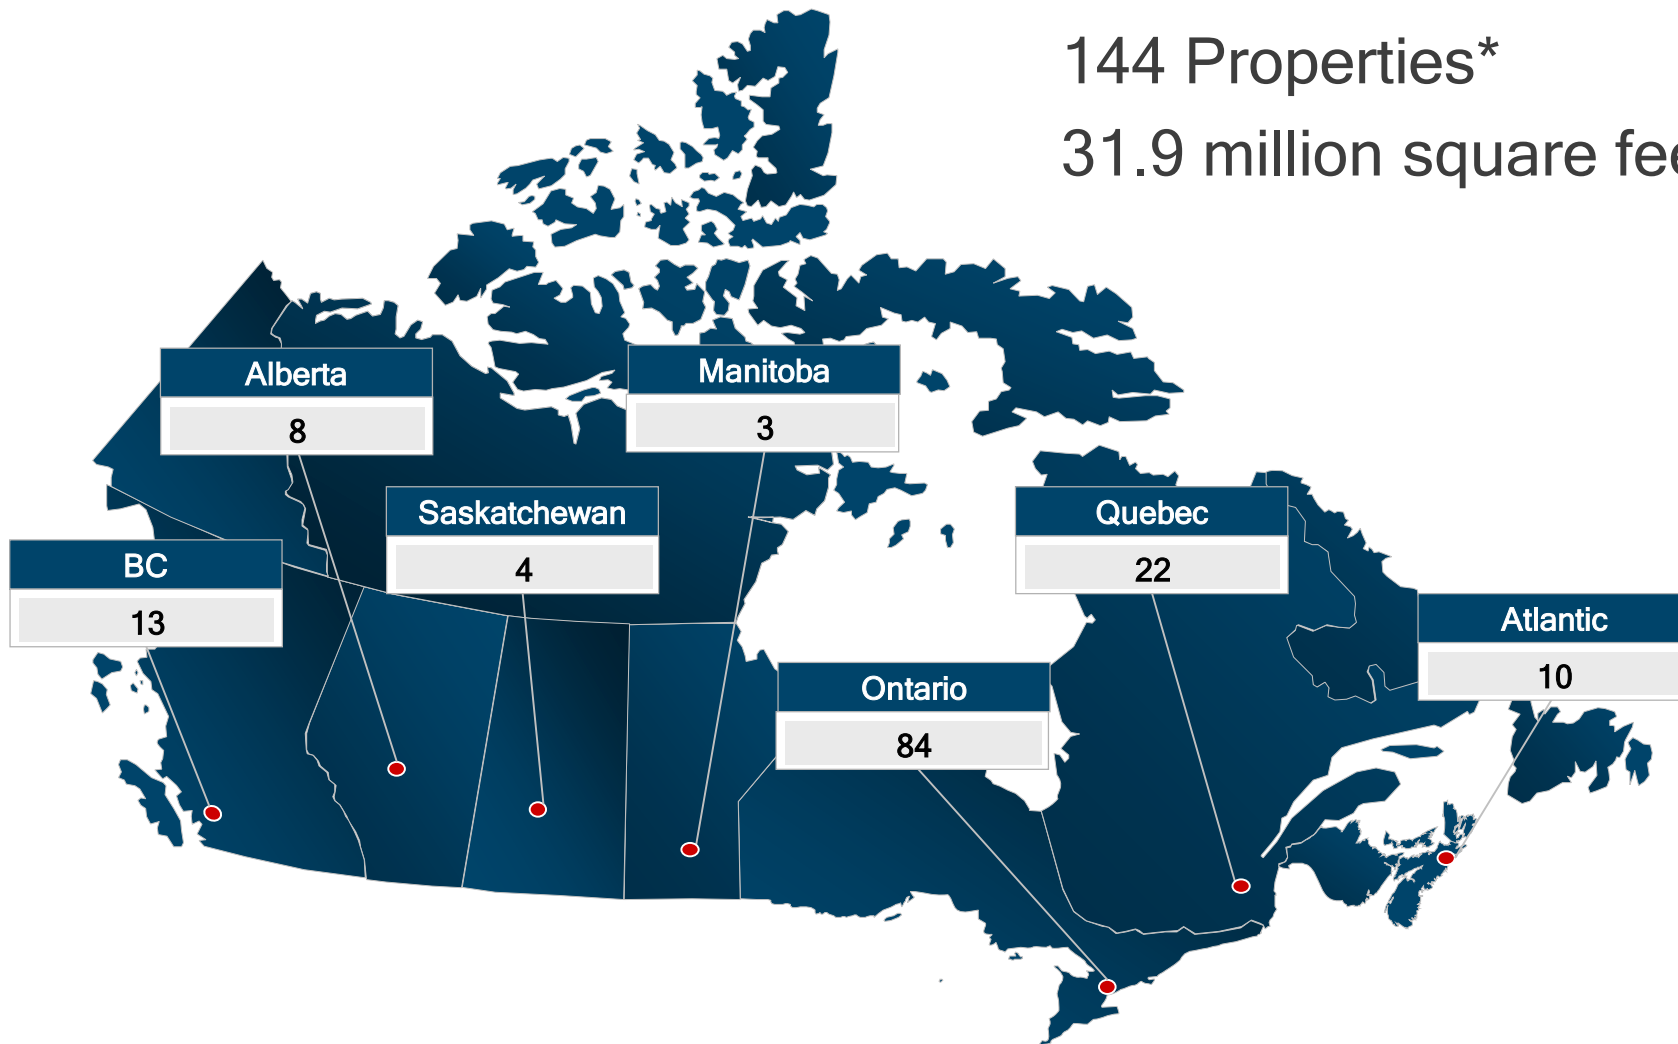 144 Properties*
31.9 million square fee
Alberta
8
Manitoba
3
Saskatchewan
4
Quebec
22
BC
13
Atlantic
10
Ontario
84